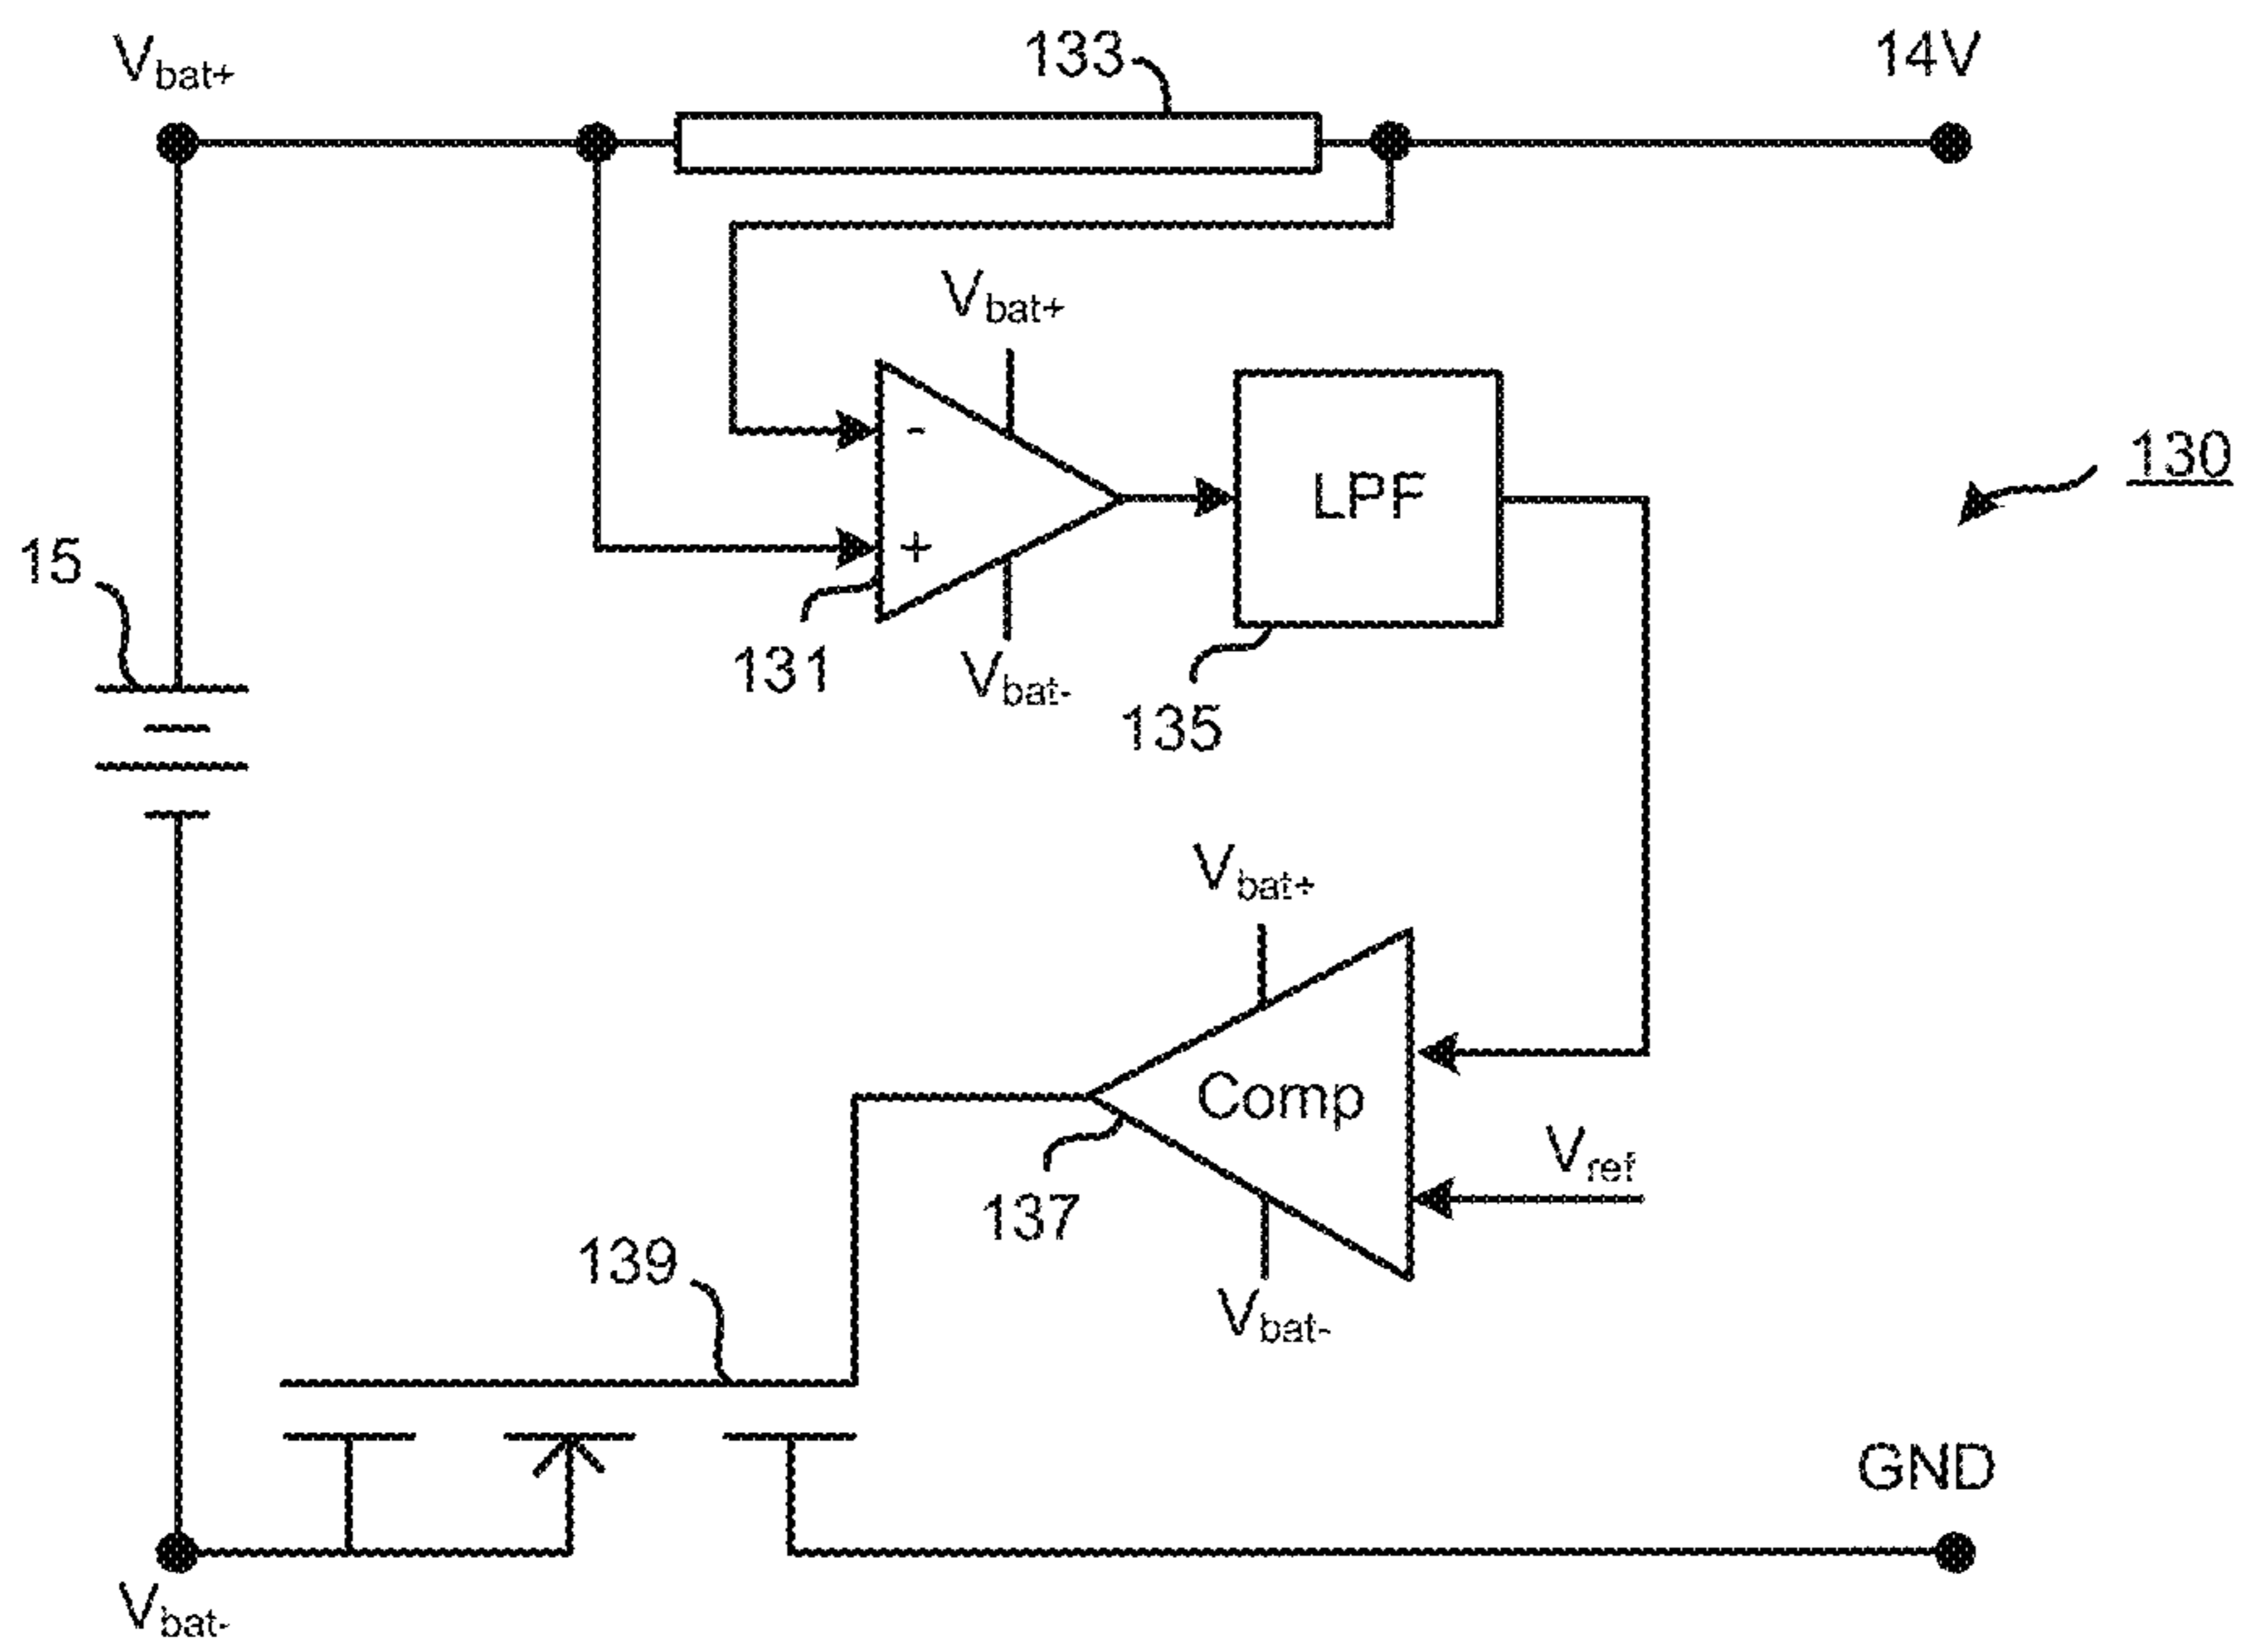 133
14V
Vbat+
Vbat+
130
LPF
15
-
+
131
Vbat-
135
Vbat+
Comp
Vref
137
139
Vbat-
GND
Vbat-